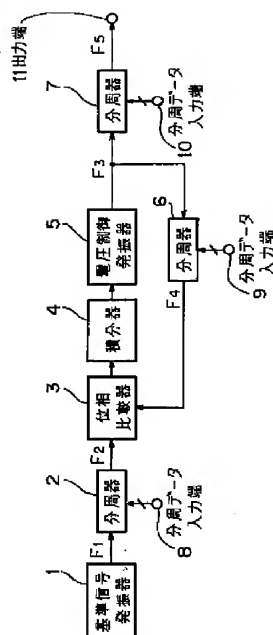 1
基準信号
発振器
F1
2
分周器
8
分周データ
入力端
F2
3
位相
比較器
4
積分器
5
電圧制御
発振器
F3
6
分周器
F4
9
分周データ
入力端
7
分周器
10
分周データ
入力端
F5
11出力端